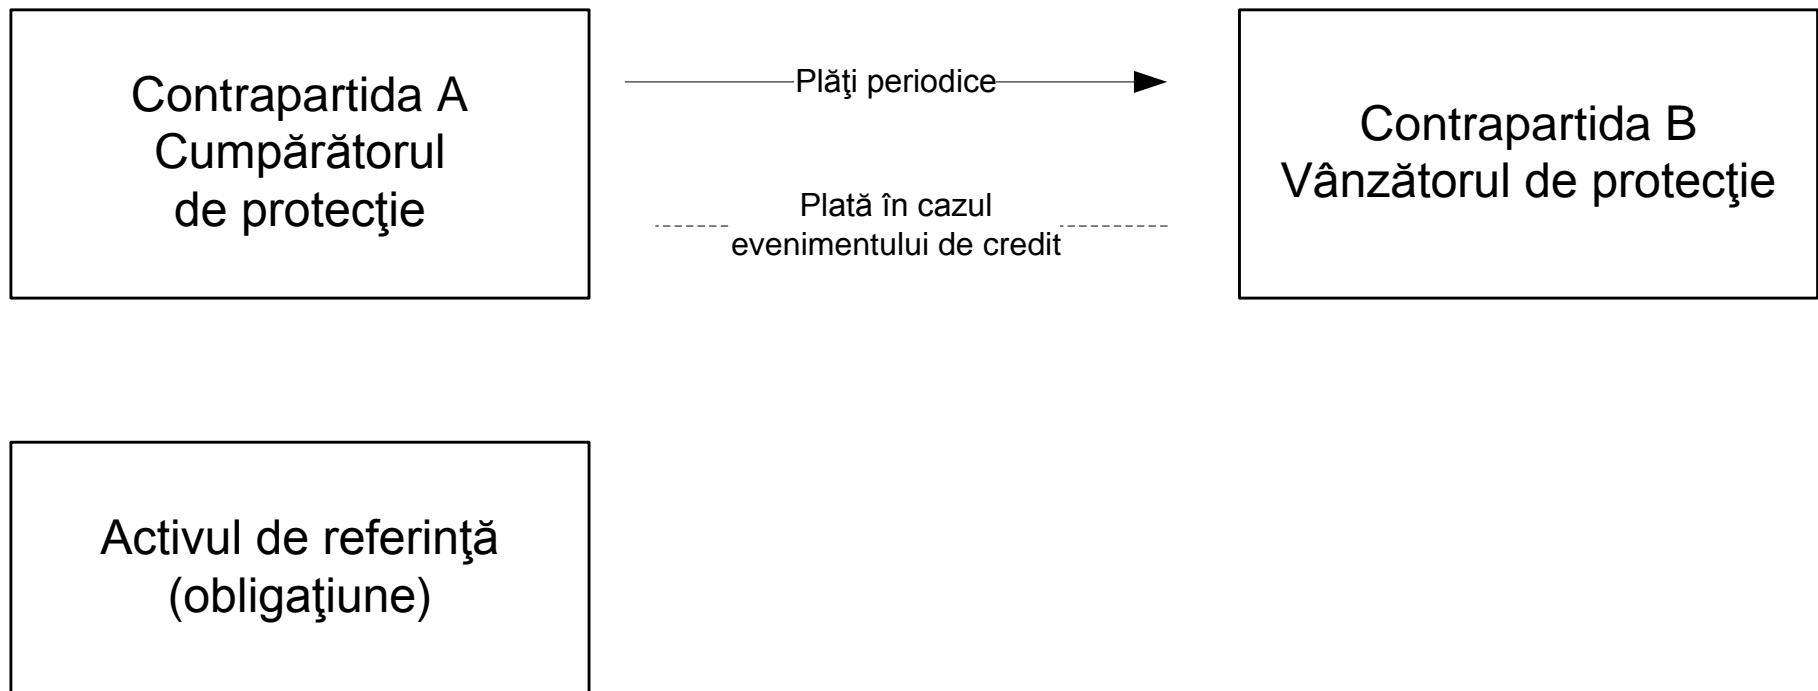 Contrapartida A
Cumpărătorul
de protecţie
Plăţi periodice
Plată în cazul
evenimentului de credit
Contrapartida B
Vânzătorul de protecţie
Activul de referinţă
(obligaţiune)